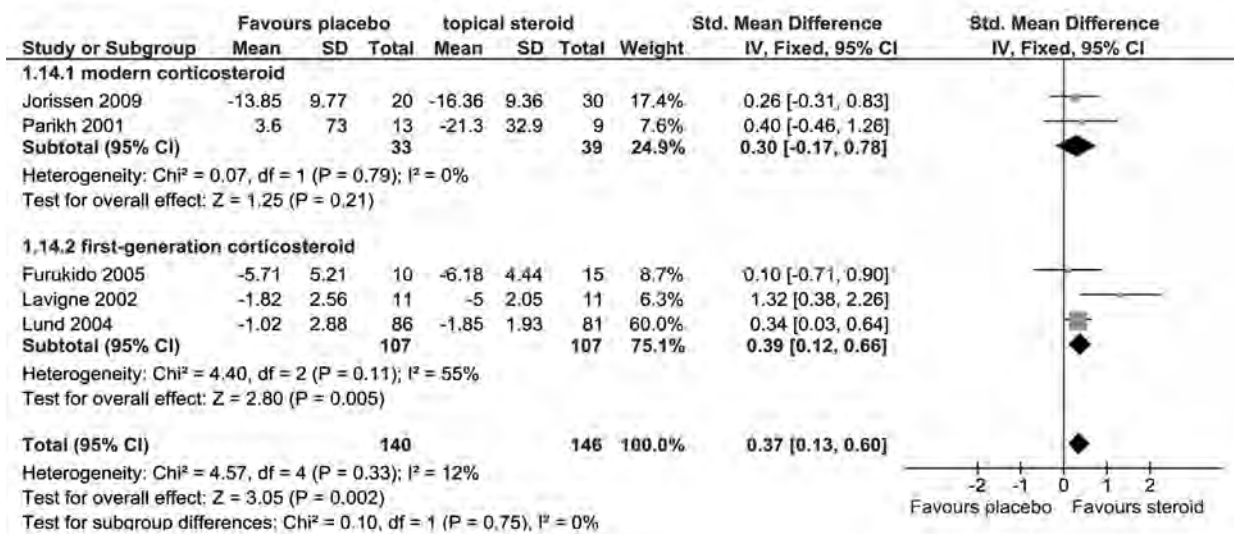 Favours placebo topical steroid Std. Mean Difference Std. Mean Difference
Study or Subgroup Mean SD Total Mean SD Total Weight IV, Fixed, 95% CI IV, Fixed, 95% CI
1.14.1 modern corticosteroid
Jorissen 2009 -13.85 9.77 20 -16.36 9.36 30 17.4% 0.26 [-0.31, 0.83]
Parikh 2001 3.6 73 13 -21.3 32.9 9 7.6% 0.40 [-0.46, 1.26]
Subtotal (95% CI) 33 39 24.9% 0.30 [-0.17, 0.78]
Heterogeneity: Chi² = 0.07, df = 1 (P = 0.79); I² = 0%
Test for overall effect: Z = 1.25 (P = 0.21)
1.14.2 first-generation corticosteroid
Furukido 2005 -5.71 5.21 10 -6.18 4.44 15 8.7% 0.10 [-0.71, 0.90]
Lavigne 2002 -1.82 2.56 11 -5 2.05 11 6.3% 1.32 [0.38, 2.26]
Lund 2004 -1.02 2.88 86 -1.85 1.93 81 60.0% 0.34 [0.03, 0.64]
Subtotal (95% CI) 107 107 75.1% 0.39 [0.12, 0.66]
Heterogeneity: Chi² = 4.40, df = 2 (P = 0.11); I² = 55%
Test for overall effect: Z = 2.80 (P = 0.005)
Total (95% CI) 140 146 100.0% 0.37 [0.13, 0.60]
Heterogeneity: Chi² = 4.57, df = 4 (P = 0.33); I² = 12%
Test for overall effect: Z = 3.05 (P = 0.002)
Test for subgroup differences: Chi² = 0.10, df = 1 (P = 0.75), I² = 0%
-2 -1 0 1 2
Favours placebo Favours steroid